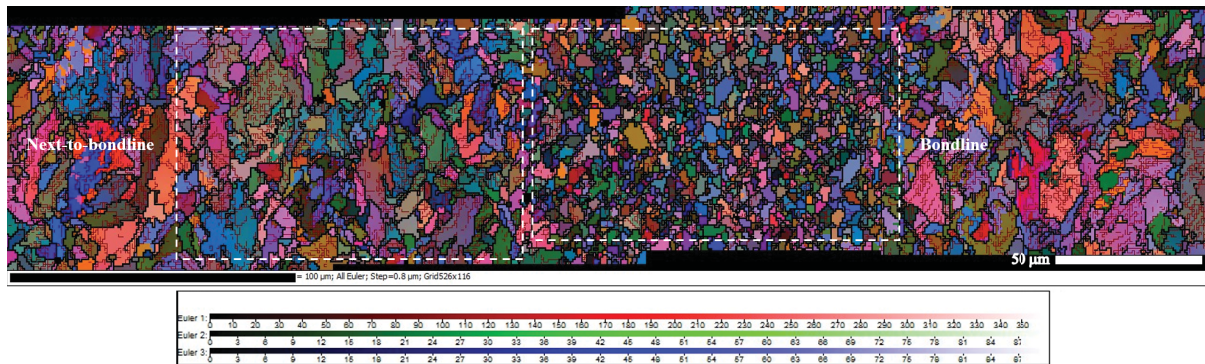 Next-to-bondline
Bondline
50 µm
= 100 µm; All Euler; Step=0.8 µm; Grid526x116
Euler 1: 0 10 20 30 40 50 60 70 80 90 100 110 120 130 140 150 160 170 180 190 200 210 220 230 240 250 260 270 280 290 300 310 320 330 340 350
Euler 2: 0 3 6 9 12 15 18 21 24 27 30 33 36 39 42 45 48 51 54 57 60 63 66 69 72 75 78 81 84 87
Euler 3: 0 3 6 9 12 15 18 21 24 27 30 33 36 39 42 45 48 51 54 57 60 63 66 69 72 75 78 81 84 87